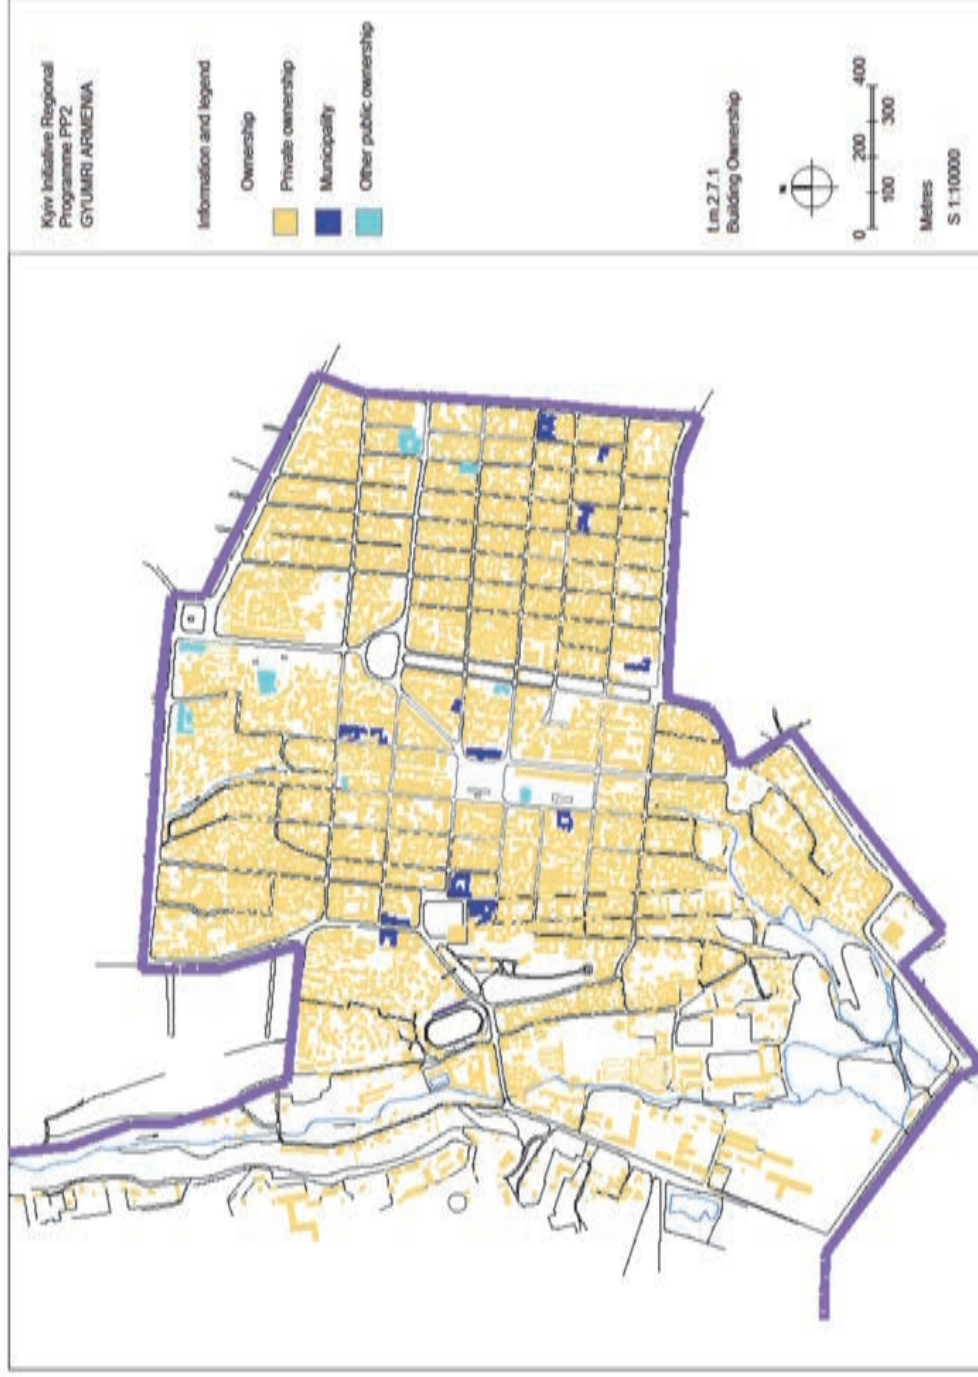 Kyiv Initiative Regional
Programme PP2
GYUMRI ARMENIA
Information and legend
Ownership
Private ownership
Municipality
Other public ownership
t.m.2.7.1
Building Ownership
0 100 200 300 400
Metres
S 1:10000